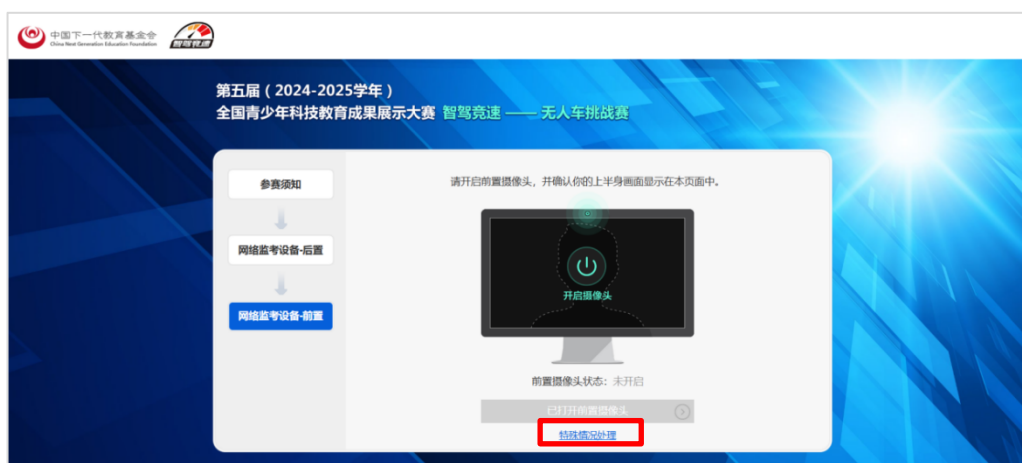 中国下一代教育基金会
China Next Generation Education Foundation
智驾竞速
第五届（2024-2025学年）
全国青少年科技教育成果展示大赛 智驾竞速 —— 无人车挑战赛
参赛须知
网络监考设备-后置
网络监考设备-前置
请开启前置摄像头，并确认你的上半身画面显示在本页面中。
开启摄像头
前置摄像头状态：未开启
已打开前置摄像头
特殊情况处理